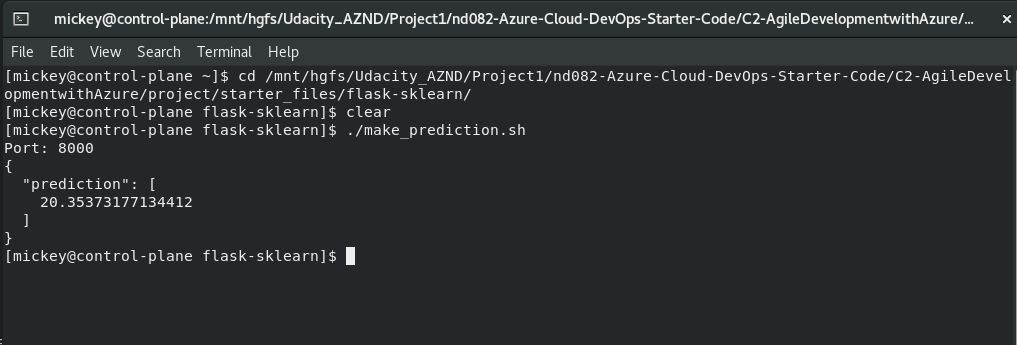 mickey@control-plane:/mnt/hgfs/Udacity_AZND/Project1/nd082-Azure-Cloud-DevOps-Starter-Code/C2-AgileDevelopmentwithAzure/...
File Edit View Search Terminal Help
[mickey@control-plane ~]$ cd /mnt/hgfs/Udacity_AZND/Project1/nd082-Azure-Cloud-DevOps-Starter-Code/C2-AgileDevel
opmentwithAzure/project/starter_files/flask-sklearn/
[mickey@control-plane flask-sklearn]$ clear
[mickey@control-plane flask-sklearn]$ ./make_prediction.sh
Port: 8000
{
  "prediction": [
    20.35373177134412
  ]
}
[mickey@control-plane flask-sklearn]$